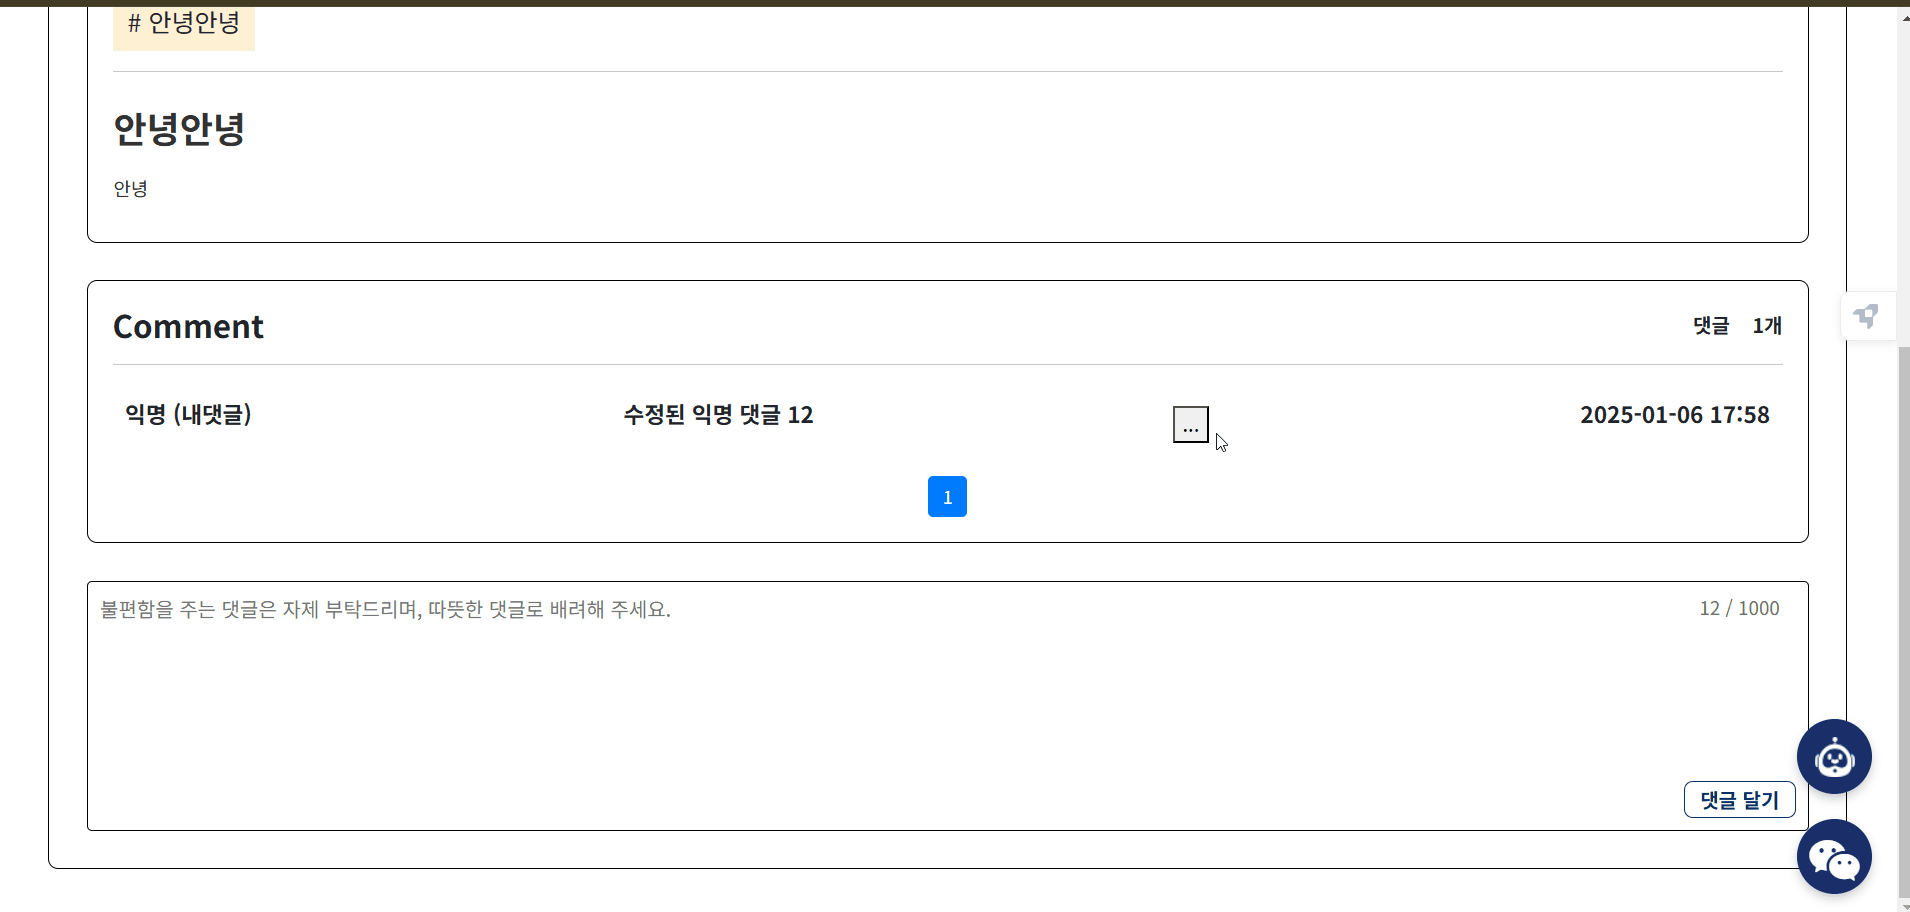 # 안녕안녕
안녕안녕
안녕
Comment
댓글 1개
익명 (내댓글)
수정된 익명 댓글 12
...
2025-01-06 17:58
1
불편함을 주는 댓글은 자제 부탁드리며, 따뜻한 댓글로 배려해 주세요.
12 / 1000
댓글 달기